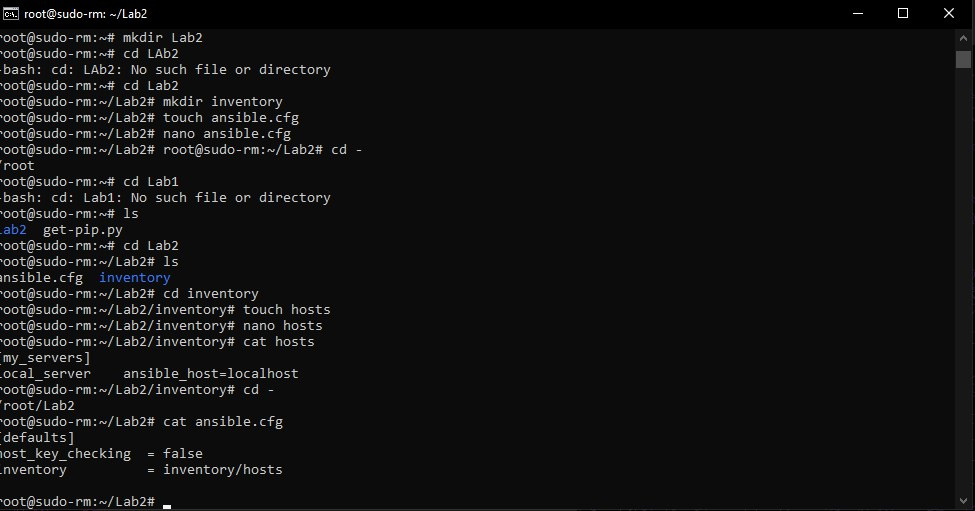 root@sudo-rm: ~/Lab2
root@sudo-rm:~# mkdir Lab2
root@sudo-rm:~# cd LAb2
-bash: cd: LAb2: No such file or directory
root@sudo-rm:~# cd Lab2
root@sudo-rm:~/Lab2# mkdir inventory
root@sudo-rm:~/Lab2# touch ansible.cfg
root@sudo-rm:~/Lab2# nano ansible.cfg
root@sudo-rm:~/Lab2# root@sudo-rm:~/Lab2# cd -
/root
root@sudo-rm:~# cd Lab1
-bash: cd: Lab1: No such file or directory
root@sudo-rm:~# ls
Lab2  get-pip.py
root@sudo-rm:~# cd Lab2
root@sudo-rm:~/Lab2# ls
ansible.cfg  inventory
root@sudo-rm:~/Lab2# cd inventory
root@sudo-rm:~/Lab2/inventory# touch hosts
root@sudo-rm:~/Lab2/inventory# nano hosts
root@sudo-rm:~/Lab2/inventory# cat hosts
[my_servers]
local_server    ansible_host=localhost
root@sudo-rm:~/Lab2/inventory# cd -
/root/Lab2
root@sudo-rm:~/Lab2# cat ansible.cfg
[defaults]
host_key_checking  = false
inventory          = inventory/hosts
root@sudo-rm:~/Lab2#